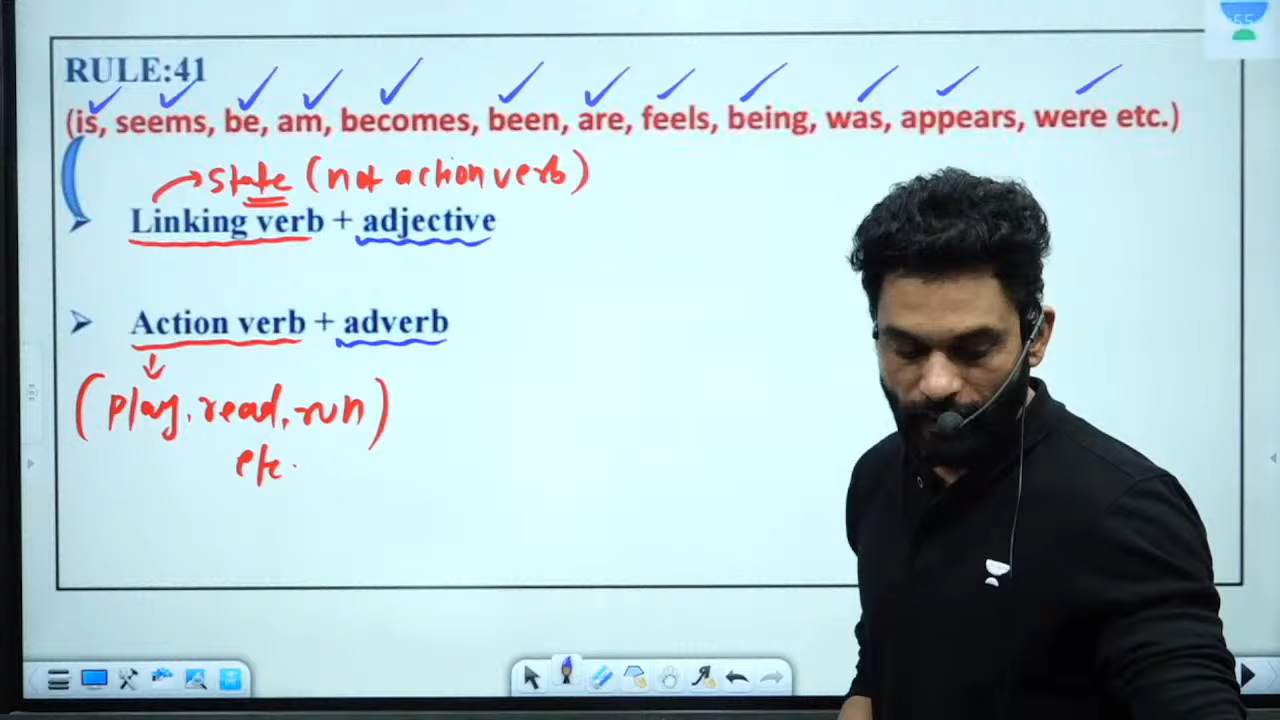 55
RULE:41
(is, seems, be, am, becomes, been, are, feels, being, was, appears, were etc.)
state (not action verb)
Linking verb + adjective
Action verb + adverb
(play, read, run)
etc.